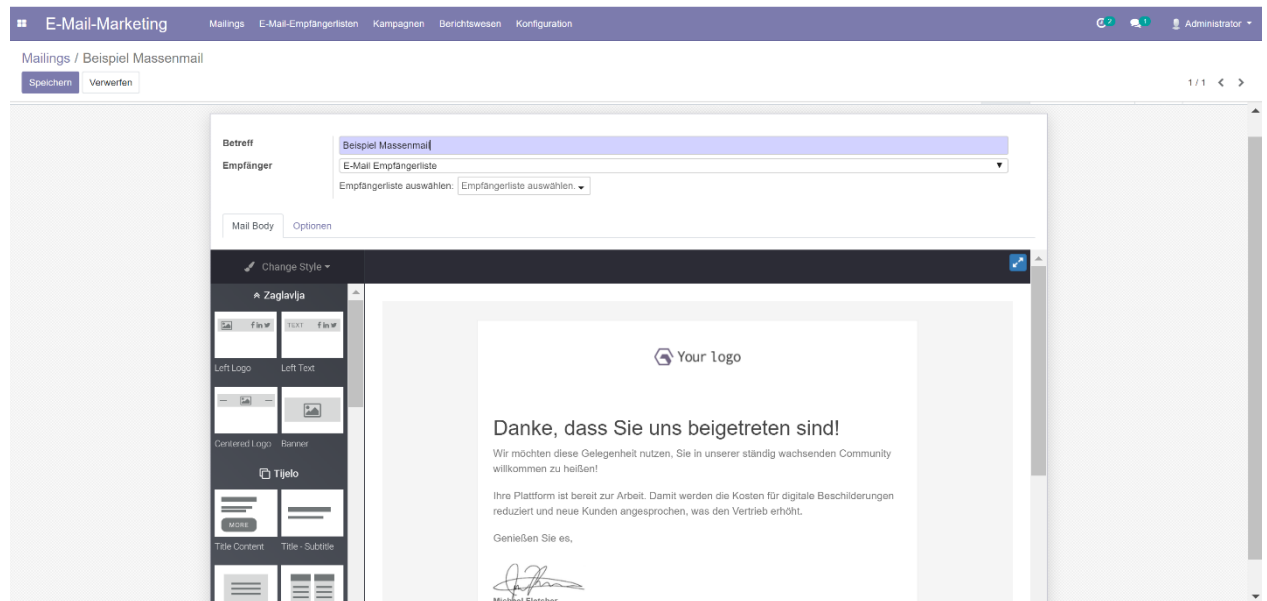 E-Mail-Marketing Mailings E-Mail-Empfängerlisten Kampagnen Berichtswesen Konfiguration 2 1 Administrator
Mailings / Beispiel Massenmail
Speichern Verwerfen 1 / 1
Betreff Beispiel Massenmail
Empfänger E-Mail Empfängerliste
Empfängerliste auswählen: Empfängerliste auswählen.
Mail Body Optionen
Change Style
Zaglavlja
TEXT
Left Logo Left Text
Centered Logo Banner
Tijelo
MORE
Title Content Title - Subtitle
Your logo
Danke, dass Sie uns beigetreten sind!
Wir möchten diese Gelegenheit nutzen, Sie in unserer ständig wachsenden Community
willkommen zu heißen!
Ihre Plattform ist bereit zur Arbeit. Damit werden die Kosten für digitale Beschilderungen
reduziert und neue Kunden angesprochen, was den Vertrieb erhöht.
Genießen Sie es,
Michael Fletcher